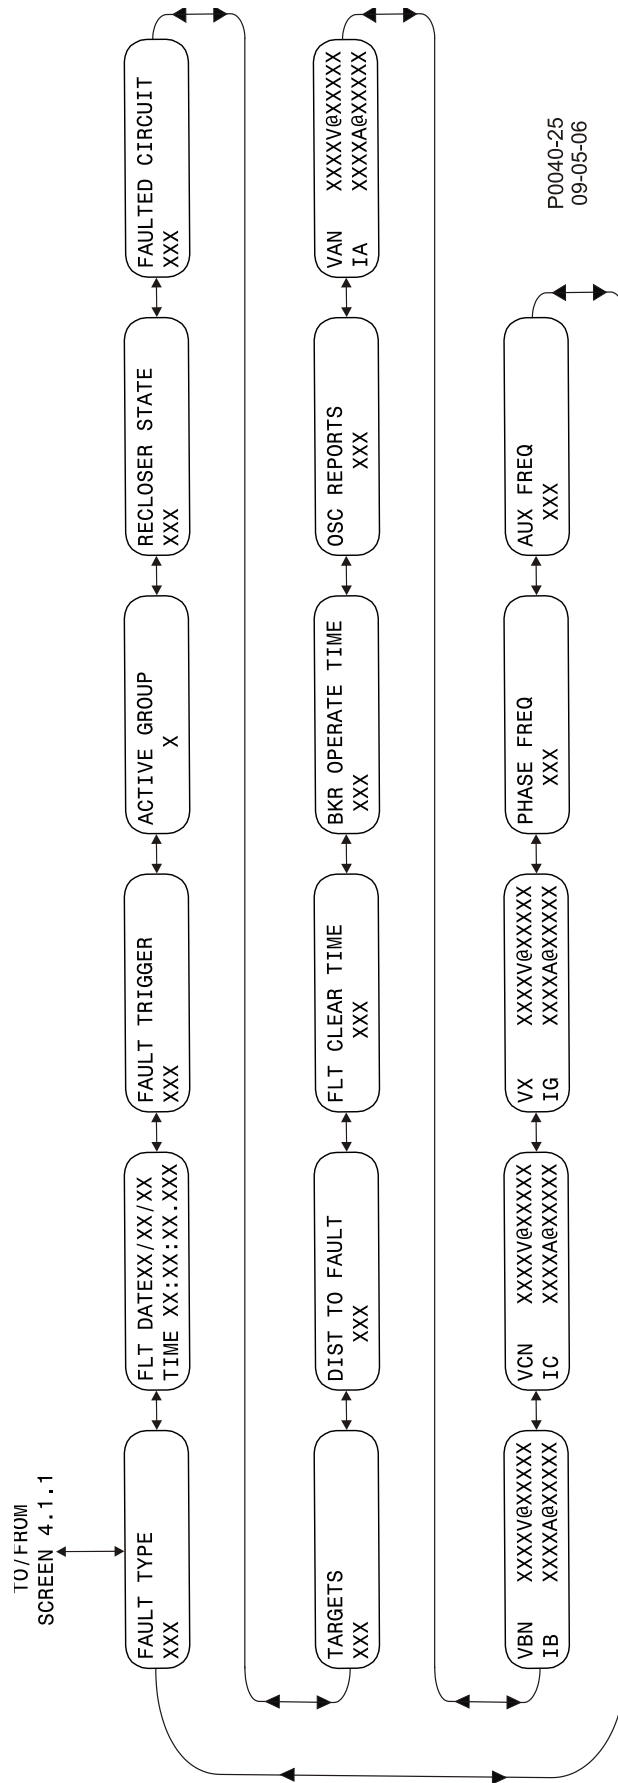 TO/FROM
SCREEN 4.1.1
FAULT TYPE
XXX
FLT DATEXX/XX/XX
TIME XX:XX:XX.XXX
FAULT TRIGGER
XXX
ACTIVE GROUP
X
RECLOSER STATE
XXX
FAULTED CIRCUIT
XXX
TARGETS
XXX
DIST TO FAULT
XXX
FLT CLEAR TIME
XXX
BKR OPERATE TIME
XXX
OSC REPORTS
XXX
VAN XXXXV@XXXXX
IA XXXXA@XXXXX
VBN XXXXV@XXXXX
IB XXXXA@XXXXX
VCN XXXXV@XXXXX
IC XXXXA@XXXXX
VX XXXXV@XXXXX
IG XXXXA@XXXXX
PHASE FREQ
XXX
AUX FREQ
XXX
P0040-25
09-05-06